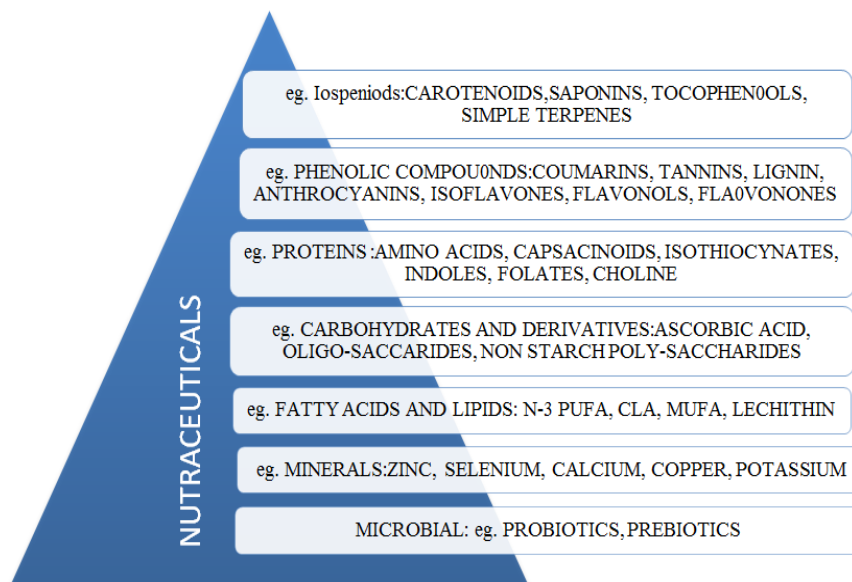 eg. Iospeniods:CAROTENOIDS,SAPONINS, TOCOPHEN0OLS,
SIMPLE TERPENES
eg. PHENOLIC COMPOU0NDS:COUMARINS, TANNINS, LIGNIN,
ANTHROCYANINS, ISOFLAVONES, FLAVONOLS, FLA0VONONES
eg. PROTEINS :AMINO ACIDS, CAPSACINOIDS, ISOTHIOCYNATES,
INDOLES, FOLATES, CHOLINE
eg. CARBOHYDRATES AND DERIVATIVES:ASCORBIC ACID,
OLIGO-SACCARIDES, NON STARCH POLY-SACCHARIDES
eg. FATTY ACIDS AND LIPIDS: N-3 PUFA, CLA, MUFA, LECHITHIN
eg. MINERALS:ZINC, SELENIUM, CALCIUM, COPPER, POTASSIUM
MICROBIAL: eg. PROBIOTICS, PREBIOTICS
NUTRACEUTICALS